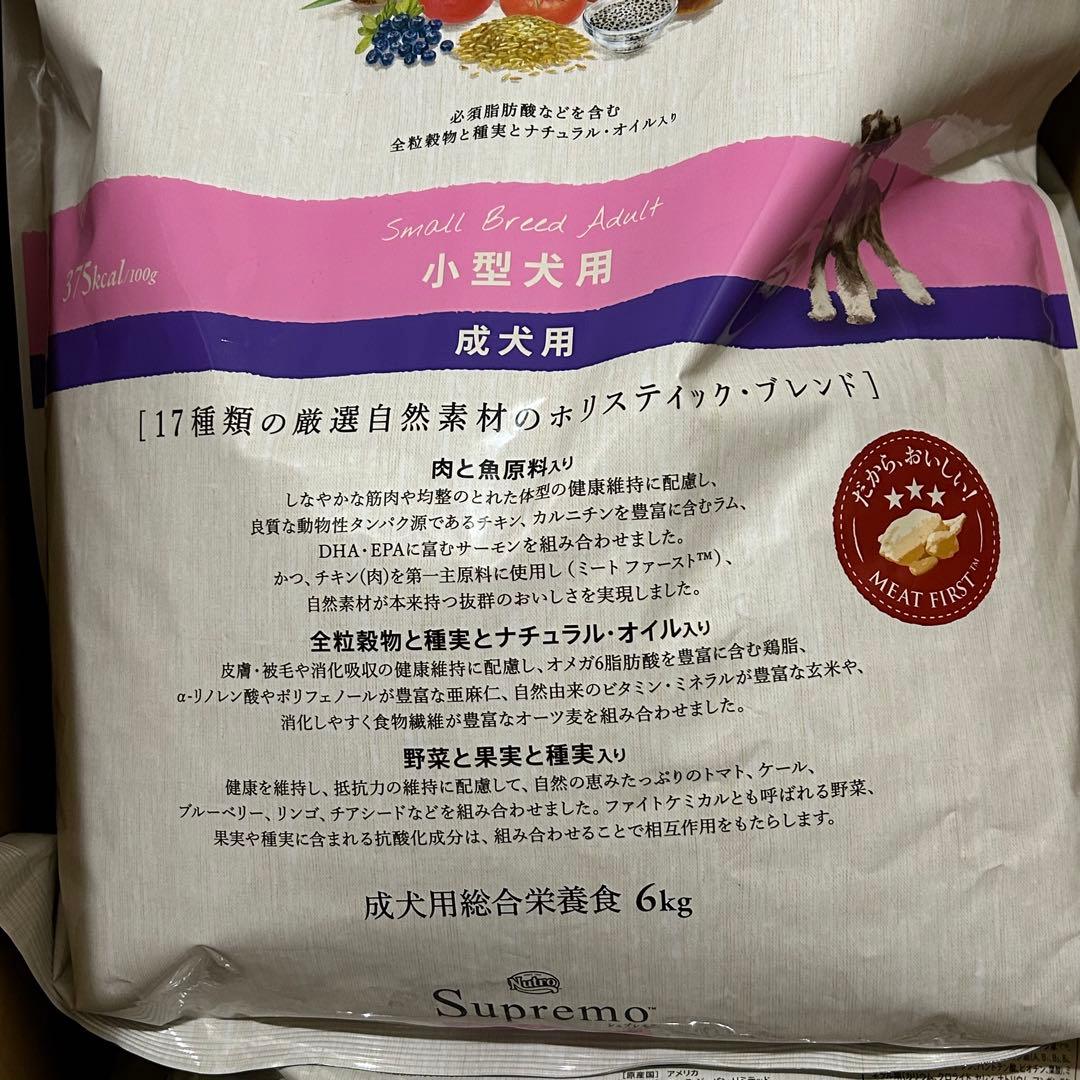 必須脂肪酸などを含む
全粒穀物と種実とナチュラル・オイル入り
Small Breed Adult
小型犬用
375kcal/100g
成犬用
[17種類の厳選自然素材のホリスティック・ブレンド]
肉と魚原料入り
しなやかな筋肉や均整のとれた体型の健康維持に配慮し、
良質な動物性タンパク源であるチキン、カルニチンを豊富に含むラム、
DHA・EPAに富むサーモンを組み合わせました。
かつ、チキン(肉)を第一主原料に使用し(ミート ファースト™)、
自然素材が本来持つ抜群のおいしさを実現しました。
だから、おいしい!
MEAT FIRST™
全粒穀物と種実とナチュラル・オイル入り
皮膚・被毛や消化吸収の健康維持に配慮し、オメガ6脂肪酸を豊富に含む鶏脂、
α-リノレン酸やポリフェノールが豊富な亜麻仁、自然由来のビタミン・ミネラルが豊富な玄米や、
消化しやすく食物繊維が豊富なオーツ麦を組み合わせました。
野菜と果実と種実入り
健康を維持し、抵抗力の維持に配慮して、自然の恵みたっぷりのトマト、ケール、
ブルーベリー、リンゴ、チアシードなどを組み合わせました。ファイトケミカルとも呼ばれる野菜、
果実や種実に含まれる抗酸化成分は、組み合わせることで相互作用をもたらします。
成犬用総合栄養食 6kg
Nutro
Supremo™
シュプレモ™
[原産国] アメリカ